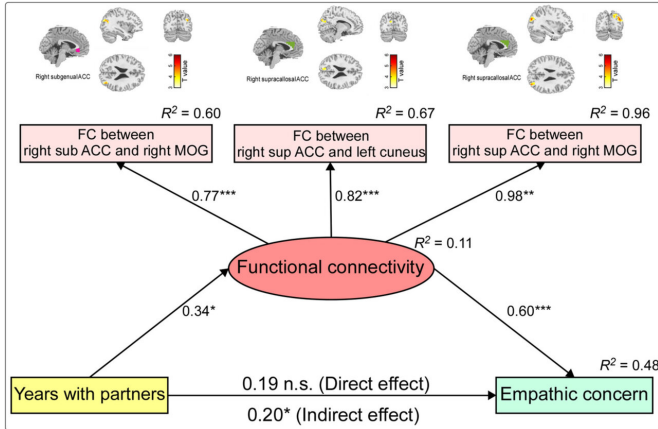 Right subgenualACC
Right supracallosalACC
Right supracallosalACC
T value
T value
T value
R² = 0.60
R² = 0.67
R² = 0.96
FC between
right sub ACC and right MOG
FC between
right sup ACC and left cuneus
FC between
right sup ACC and right MOG
0.77***
0.82***
0.98**
R² = 0.11
Functional connectivity
0.34*
0.60***
R² = 0.48
Years with partners
0.19 n.s. (Direct effect)
0.20* (Indirect effect)
Empathic concern